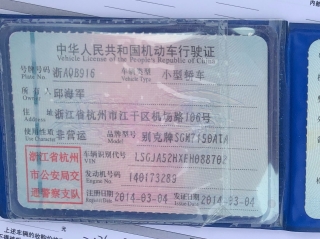 中华人民共和国机动车行驶证
Vehicle License of the People's Republic of China
号牌号码 浙A0B916 车辆类型 小型轿车
Plate No. Vehicle Type
所有人 邱海军
Owner
住址 浙江省杭州市江干区机场路106号
Address
使用性质 非营运 品牌型号 别克牌SGM7150ATA
Use Character Model
浙江省杭州市公安局交通警察支队
车辆识别代号 LSGJA52HXEH088702
VIN
发动机号码 140173289
Engine No.
注册日期 2014-03-04 发证日期 2014-03-04
Register Date Issue Date